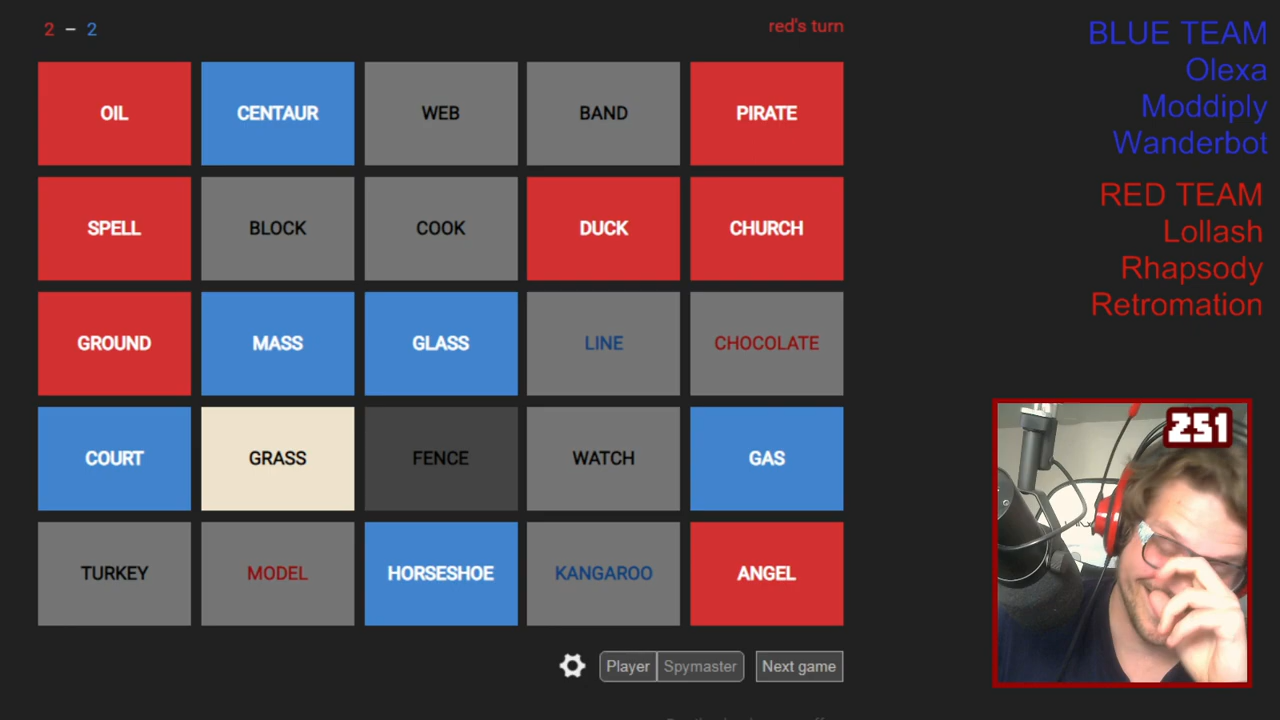 2 – 2
red's turn
OIL CENTAUR WEB BAND PIRATE
SPELL BLOCK COOK DUCK CHURCH
GROUND MASS GLASS LINE CHOCOLATE
COURT GRASS FENCE WATCH GAS
TURKEY MODEL HORSESHOE KANGAROO ANGEL
Player Spymaster Next game
BLUE TEAM
Olexa
Moddiply
Wanderbot
RED TEAM
Lollash
Rhapsody
Retromation
251